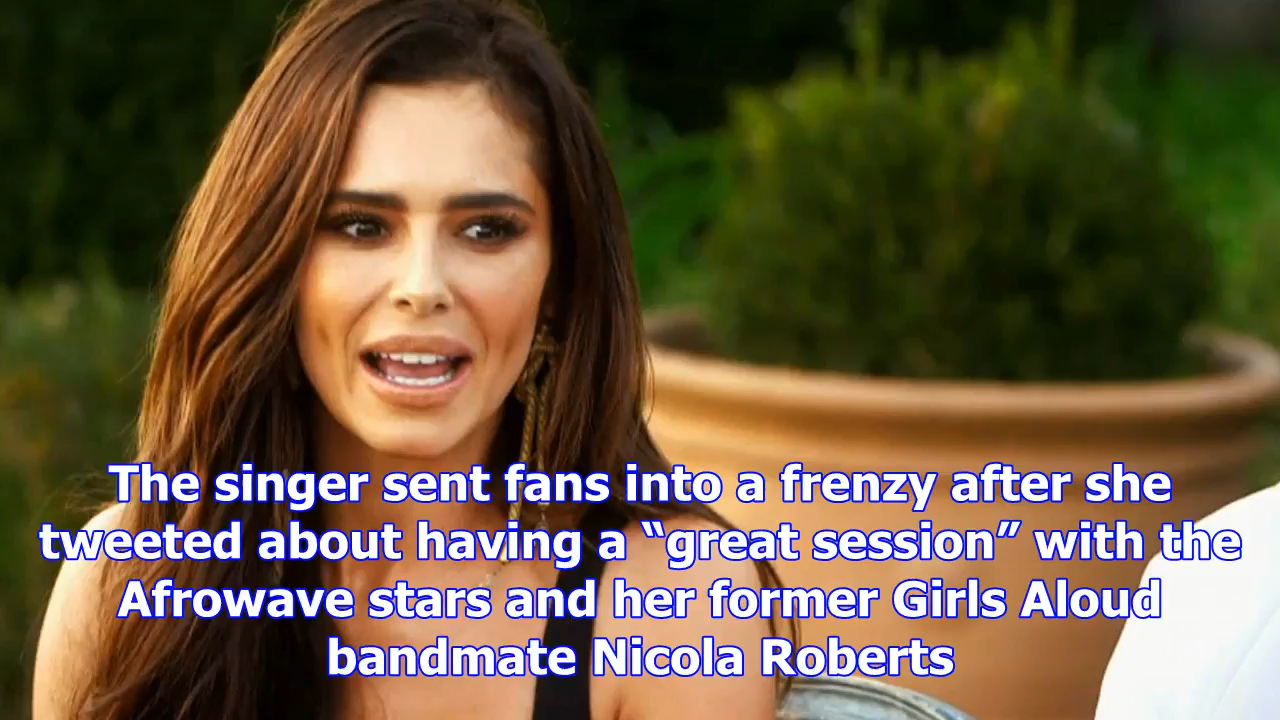 The singer sent fans into a frenzy after she
tweeted about having a “great session” with the
Afrowave stars and her former Girls Aloud
bandmate Nicola Roberts